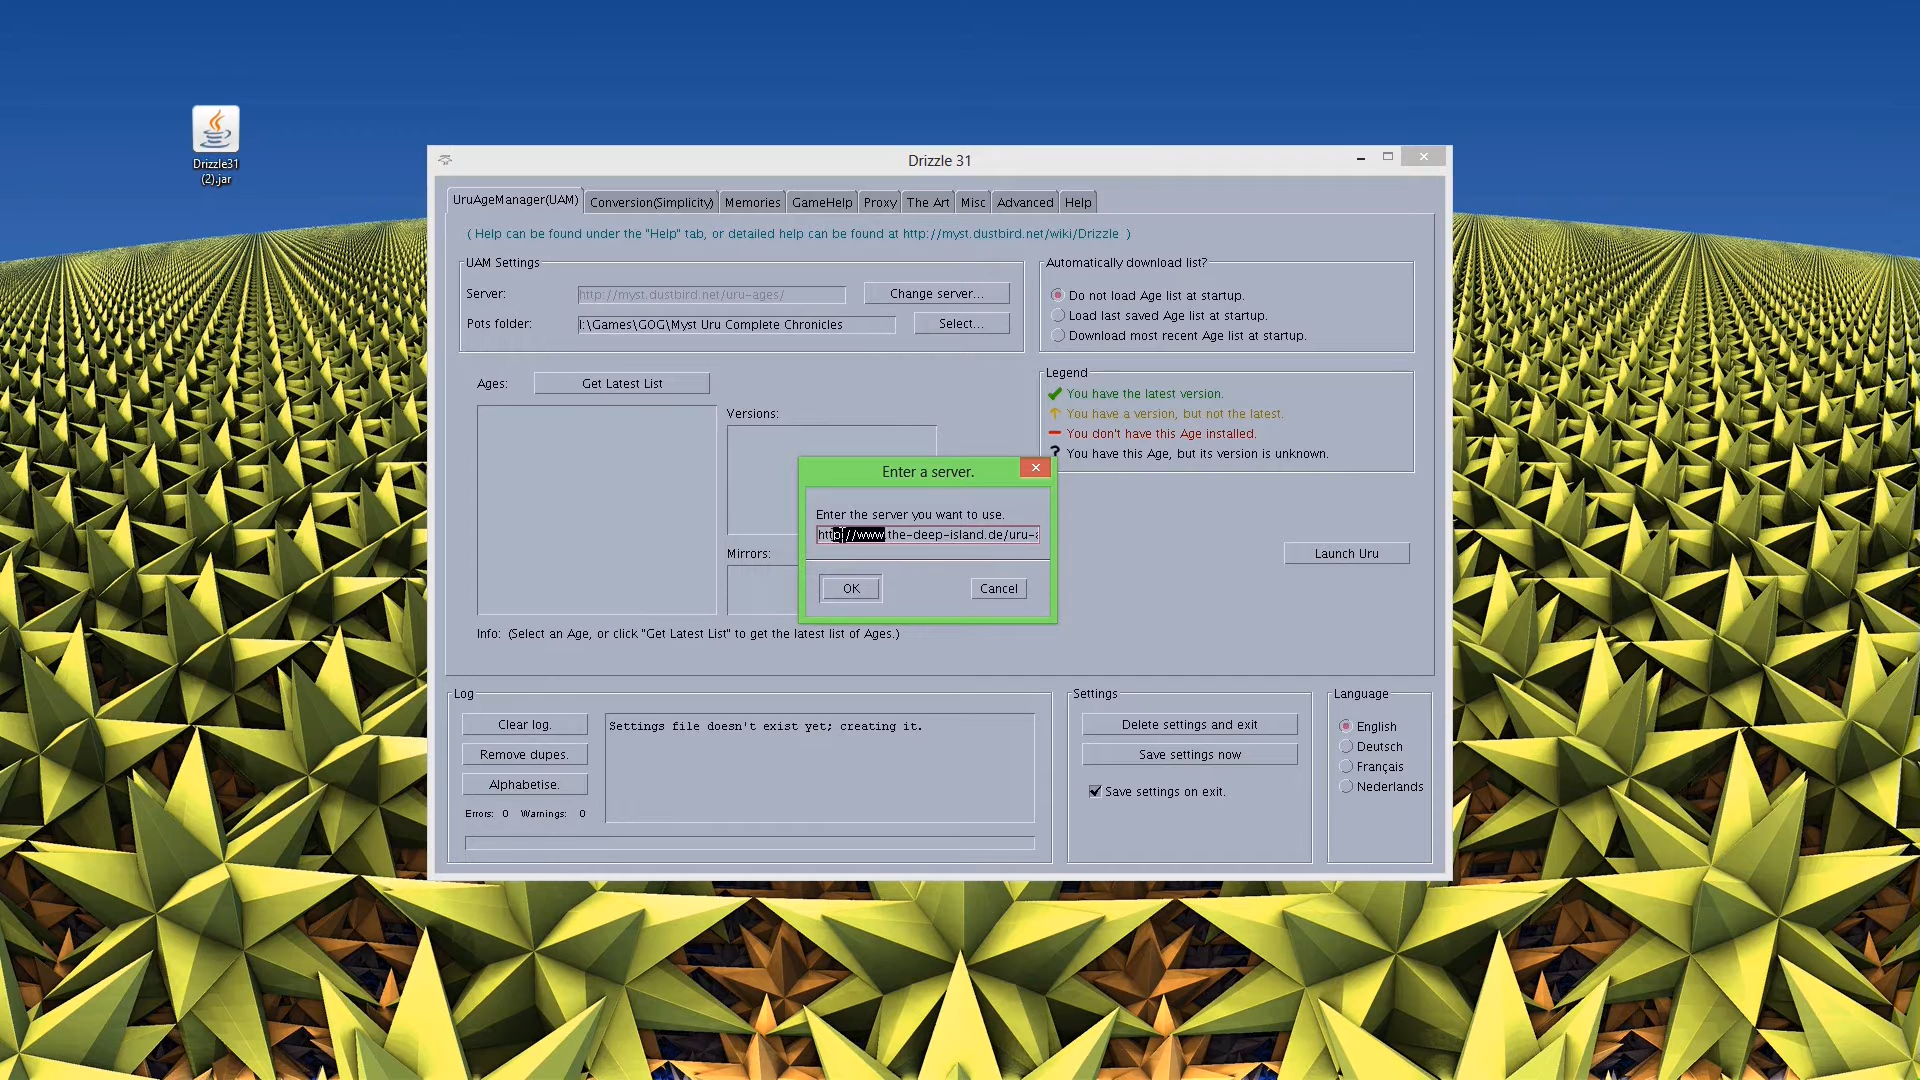 Drizzle31
(2).jar
Drizzle 31
UruAgeManager(UAM)
Conversion(Simplicity)
Memories
GameHelp
Proxy
The Art
Misc
Advanced
Help
( Help can be found under the "Help" tab, or detailed help can be found at http://myst.dustbird.net/wiki/Drizzle )
UAM Settings
Server:
http://myst.dustbird.net/uru-ages/
Change server...
Pots folder:
I:\Games\GOG\Myst Uru Complete Chronicles
Select...
Automatically download list?
Do not load Age list at startup.
Load last saved Age list at startup.
Download most recent Age list at startup.
Ages:
Get Latest List
Versions:
Mirrors:
Legend
You have the latest version.
You have a version, but not the latest.
You don't have this Age installed.
? You have this Age, but its version is unknown.
Enter a server.
Enter the server you want to use.
http://www.the-deep-island.de/uru-a
OK
Cancel
Launch Uru
Info: (Select an Age, or click "Get Latest List" to get the latest list of Ages.)
Log
Clear log.
Remove dupes.
Alphabetise.
Errors: 0 Warnings: 0
Settings file doesn't exist yet; creating it.
Settings
Delete settings and exit
Save settings now
Save settings on exit.
Language
English
Deutsch
Français
Nederlands